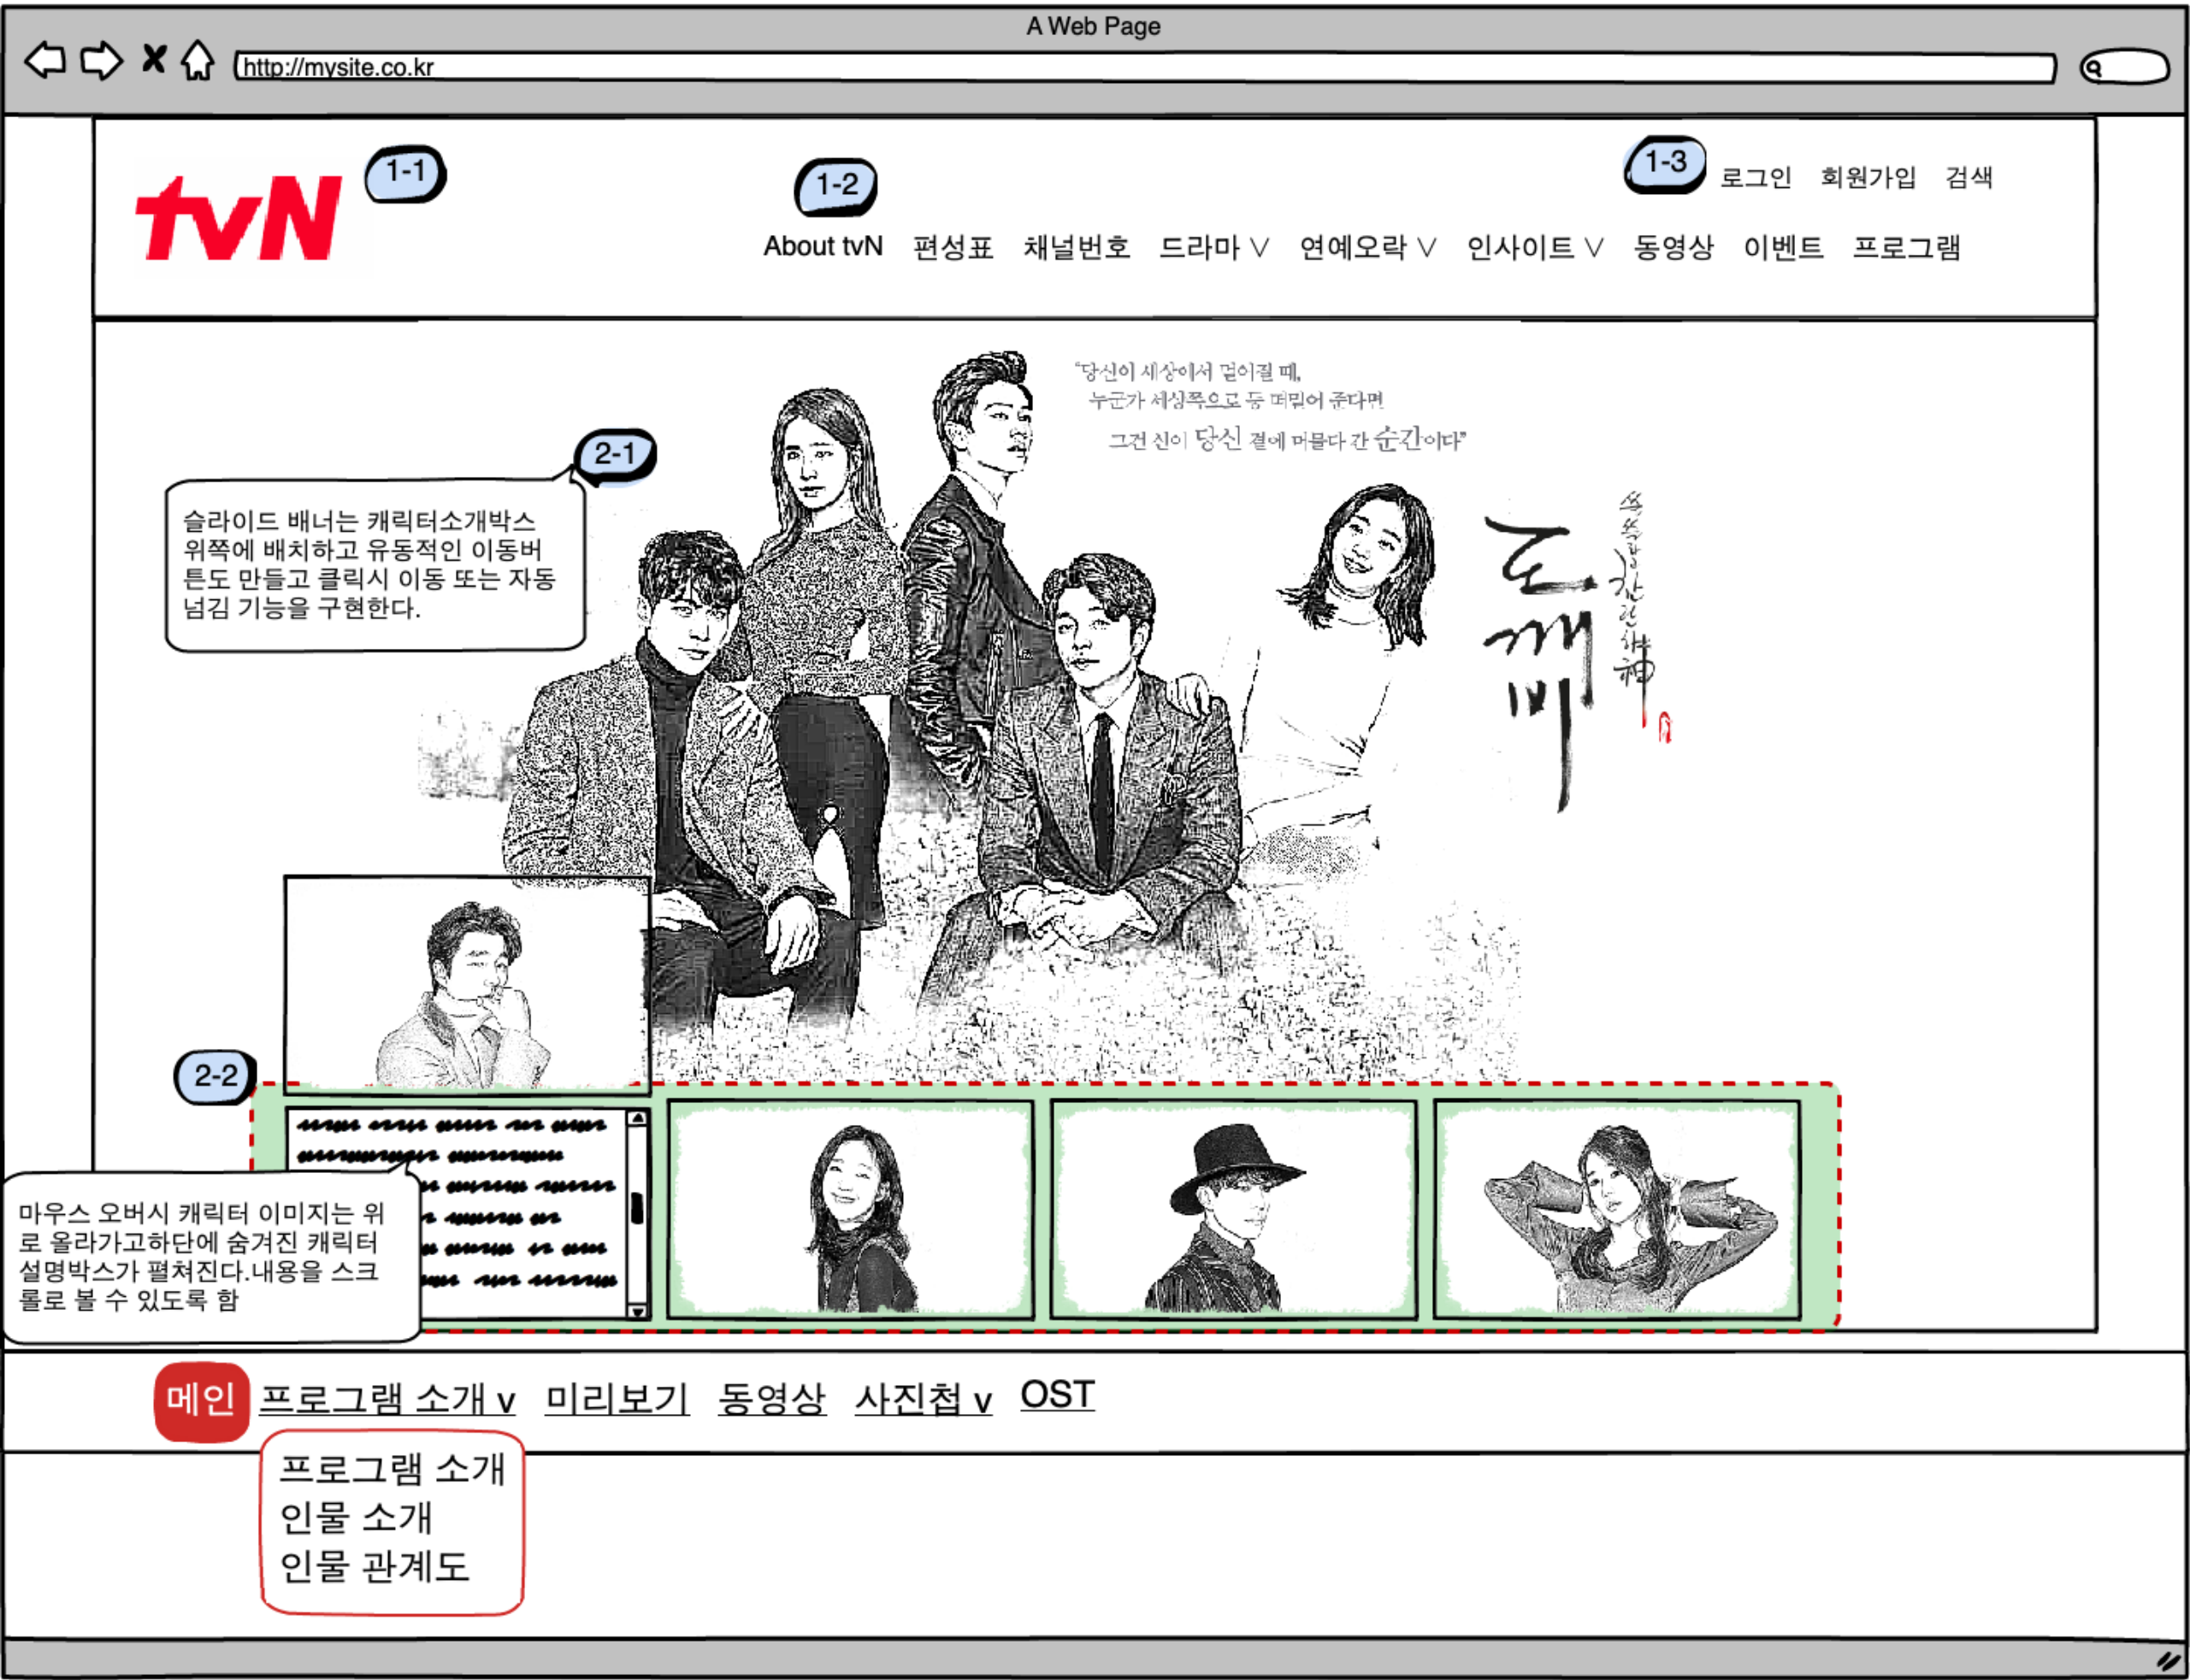 A Web Page
http://mysite.co.kr
tvN
1-1
1-2
1-3
로그인 회원가입 검색
About tvN 편성표 채널번호 드라마 ∨ 연예오락 ∨ 인사이트 ∨ 동영상 이벤트 프로그램
“당신이 세상에서 멀어질 때,
누군가 세상쪽으로 등 떠밀어 준다면
그건 신이 당신 곁에 머물다 간 순간이다”
2-1
슬라이드 배너는 캐릭터소개박스
위쪽에 배치하고 유동적인 이동버
튼도 만들고 클릭시 이동 또는 자동
넘김 기능을 구현한다.
도깨비
쓸쓸하고 찬란하神
2-2
마우스 오버시 캐릭터 이미지는 위
로 올라가고하단에 숨겨진 캐릭터
설명박스가 펼쳐진다.내용을 스크
롤로 볼 수 있도록 함
메인 프로그램 소개 v 미리보기 동영상 사진첩 v OST
프로그램 소개
인물 소개
인물 관계도